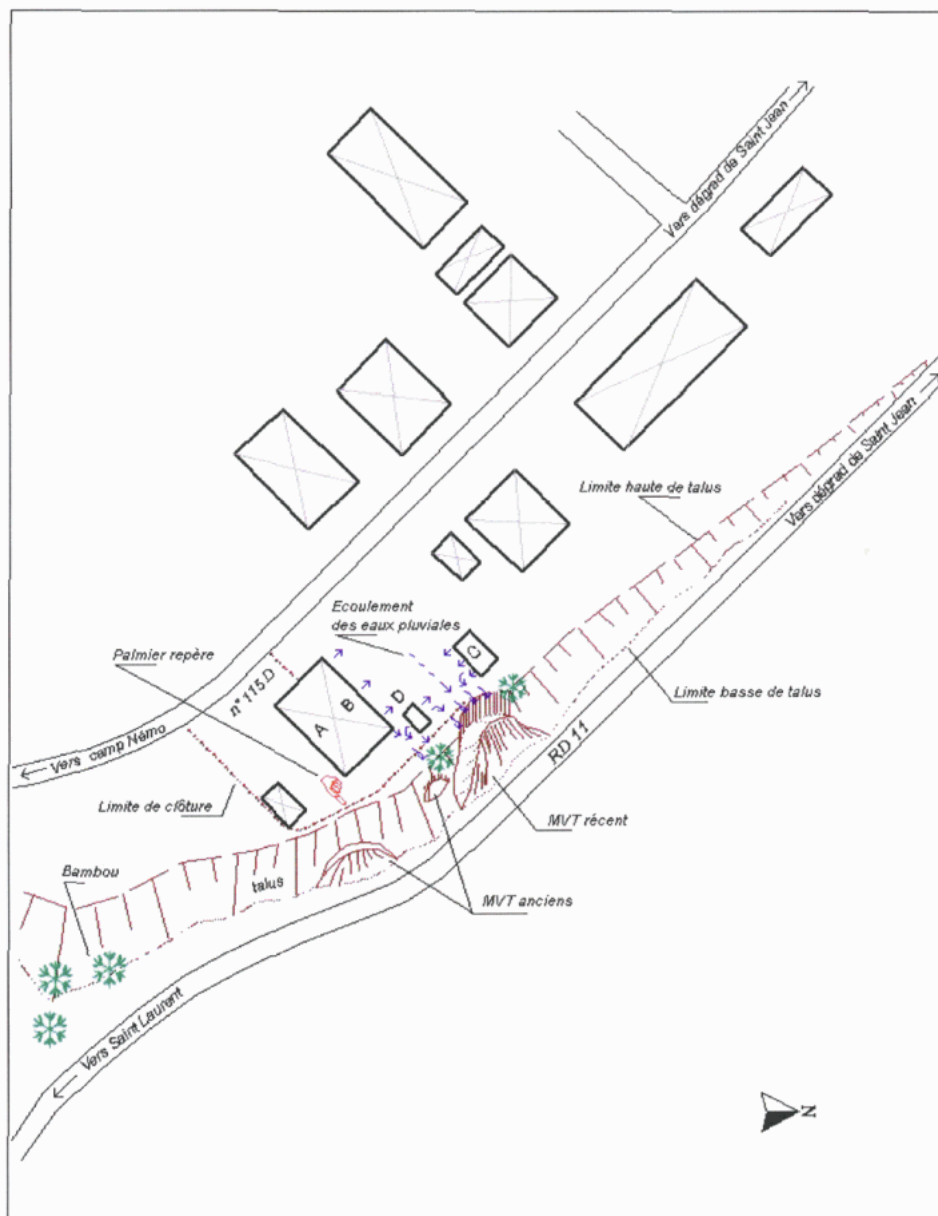 Vers dégrad de Saint Jean
Vers dégrad de Saint Jean
Limite haute de talus
Ecoulement
des eaux pluviales
Palmier repère
C
n° 115.D
D
B
A
Limite basse de talus
Vers camp Némo
RD 11
Limite de clôture
MVT récent
Bambou
talus
MVT anciens
Vers Saint Laurent
N